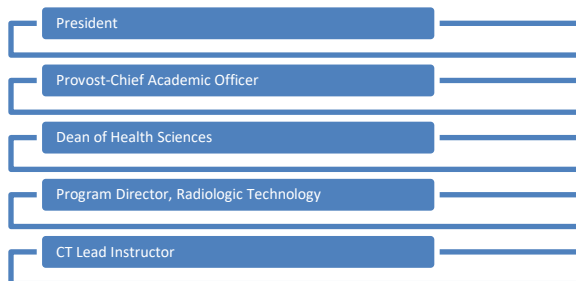 President
Provost-Chief Academic Officer
Dean of Health Sciences
Program Director, Radiologic Technology
CT Lead Instructor